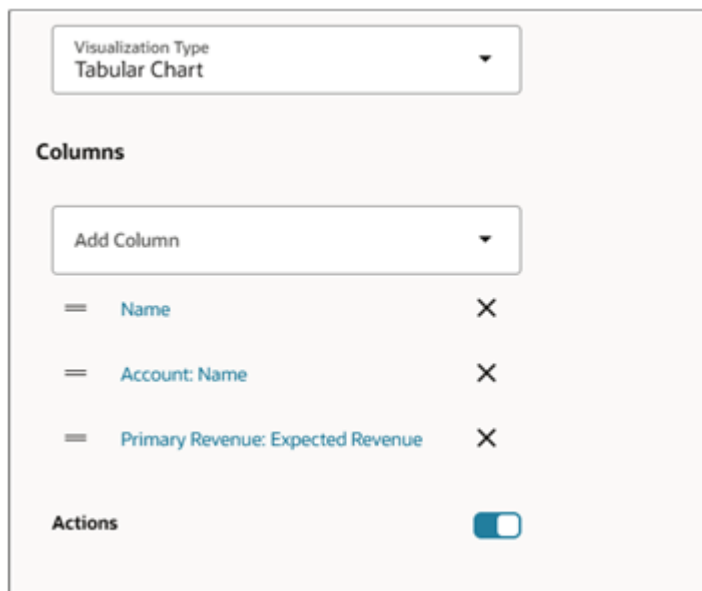 Visualization Type
Tabular Chart
Columns
Add Column
Name
Account: Name
Primary Revenue: Expected Revenue
Actions